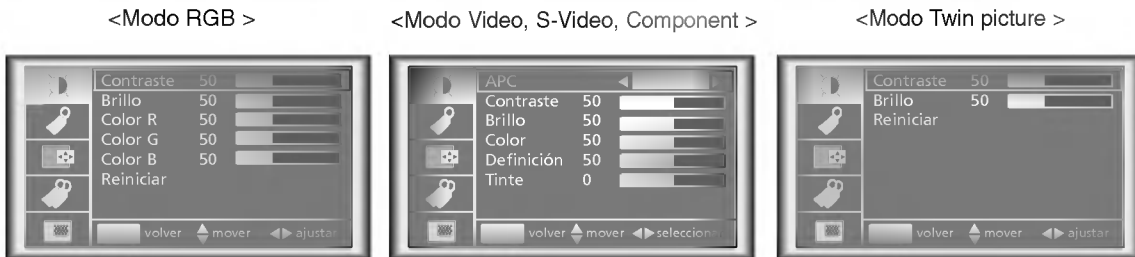 <Modo RGB >
Contraste 50
Brillo 50
Color R 50
Color G 50
Color B 50
Reiniciar
volver mover ajustar
<Modo Video, S-Video, Component >
APC
Contraste 50
Brillo 50
Color 50
Definición 50
Tinte 0
volver mover selecciona
<Modo Twin picture >
Contraste 50
Brillo 50
Reiniciar
volver mover ajustar